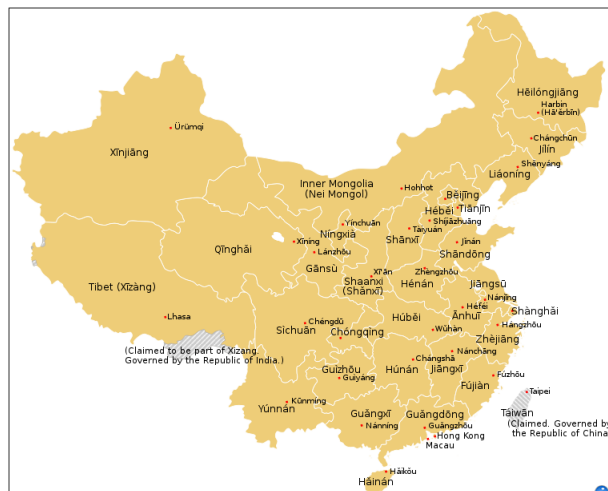 Hēilóngjiāng
Harbin
(Hā'ěrbīn)
Chángchūn
Jílín
Shěnyáng
Liáoníng
Ürümqi
Xīnjiāng
Inner Mongolia
(Nei Mongol)
Hohhot
Běijīng
Tiānjīn
Héběi
Shíjiāzhuāng
Tàiyuán
Shānxī
Jǐnán
Shāndōng
Yínchuān
Níngxià
Xīníng
Lánzhōu
Qīnghǎi
Gānsù
Xī'ān
Shaanxi
(Shǎnxī)
Zhèngzhōu
Hénán
Jiāngsū
Nánjīng
Héféi
Ānhuī
Shànghǎi
Hángzhōu
Zhèjiāng
Tibet (Xīzàng)
Lhasa
(Claimed to be part of Xizang.
Governed by the Republic of India.)
Chéngdū
Sìchuān
Chóngqìng
Húběi
Wǔhàn
Chángshā
Húnán
Nánchāng
Jiāngxī
Guìzhōu
Guìyáng
Fúzhōu
Fújiàn
Kūnmíng
Yúnnán
Guǎngxī
Nánníng
Guǎngdōng
Guǎngzhōu
Hong Kong
Macau
Taipei
Táiwān
(Claimed. Governed by
the Republic of China
Hǎikǒu
Hǎinán